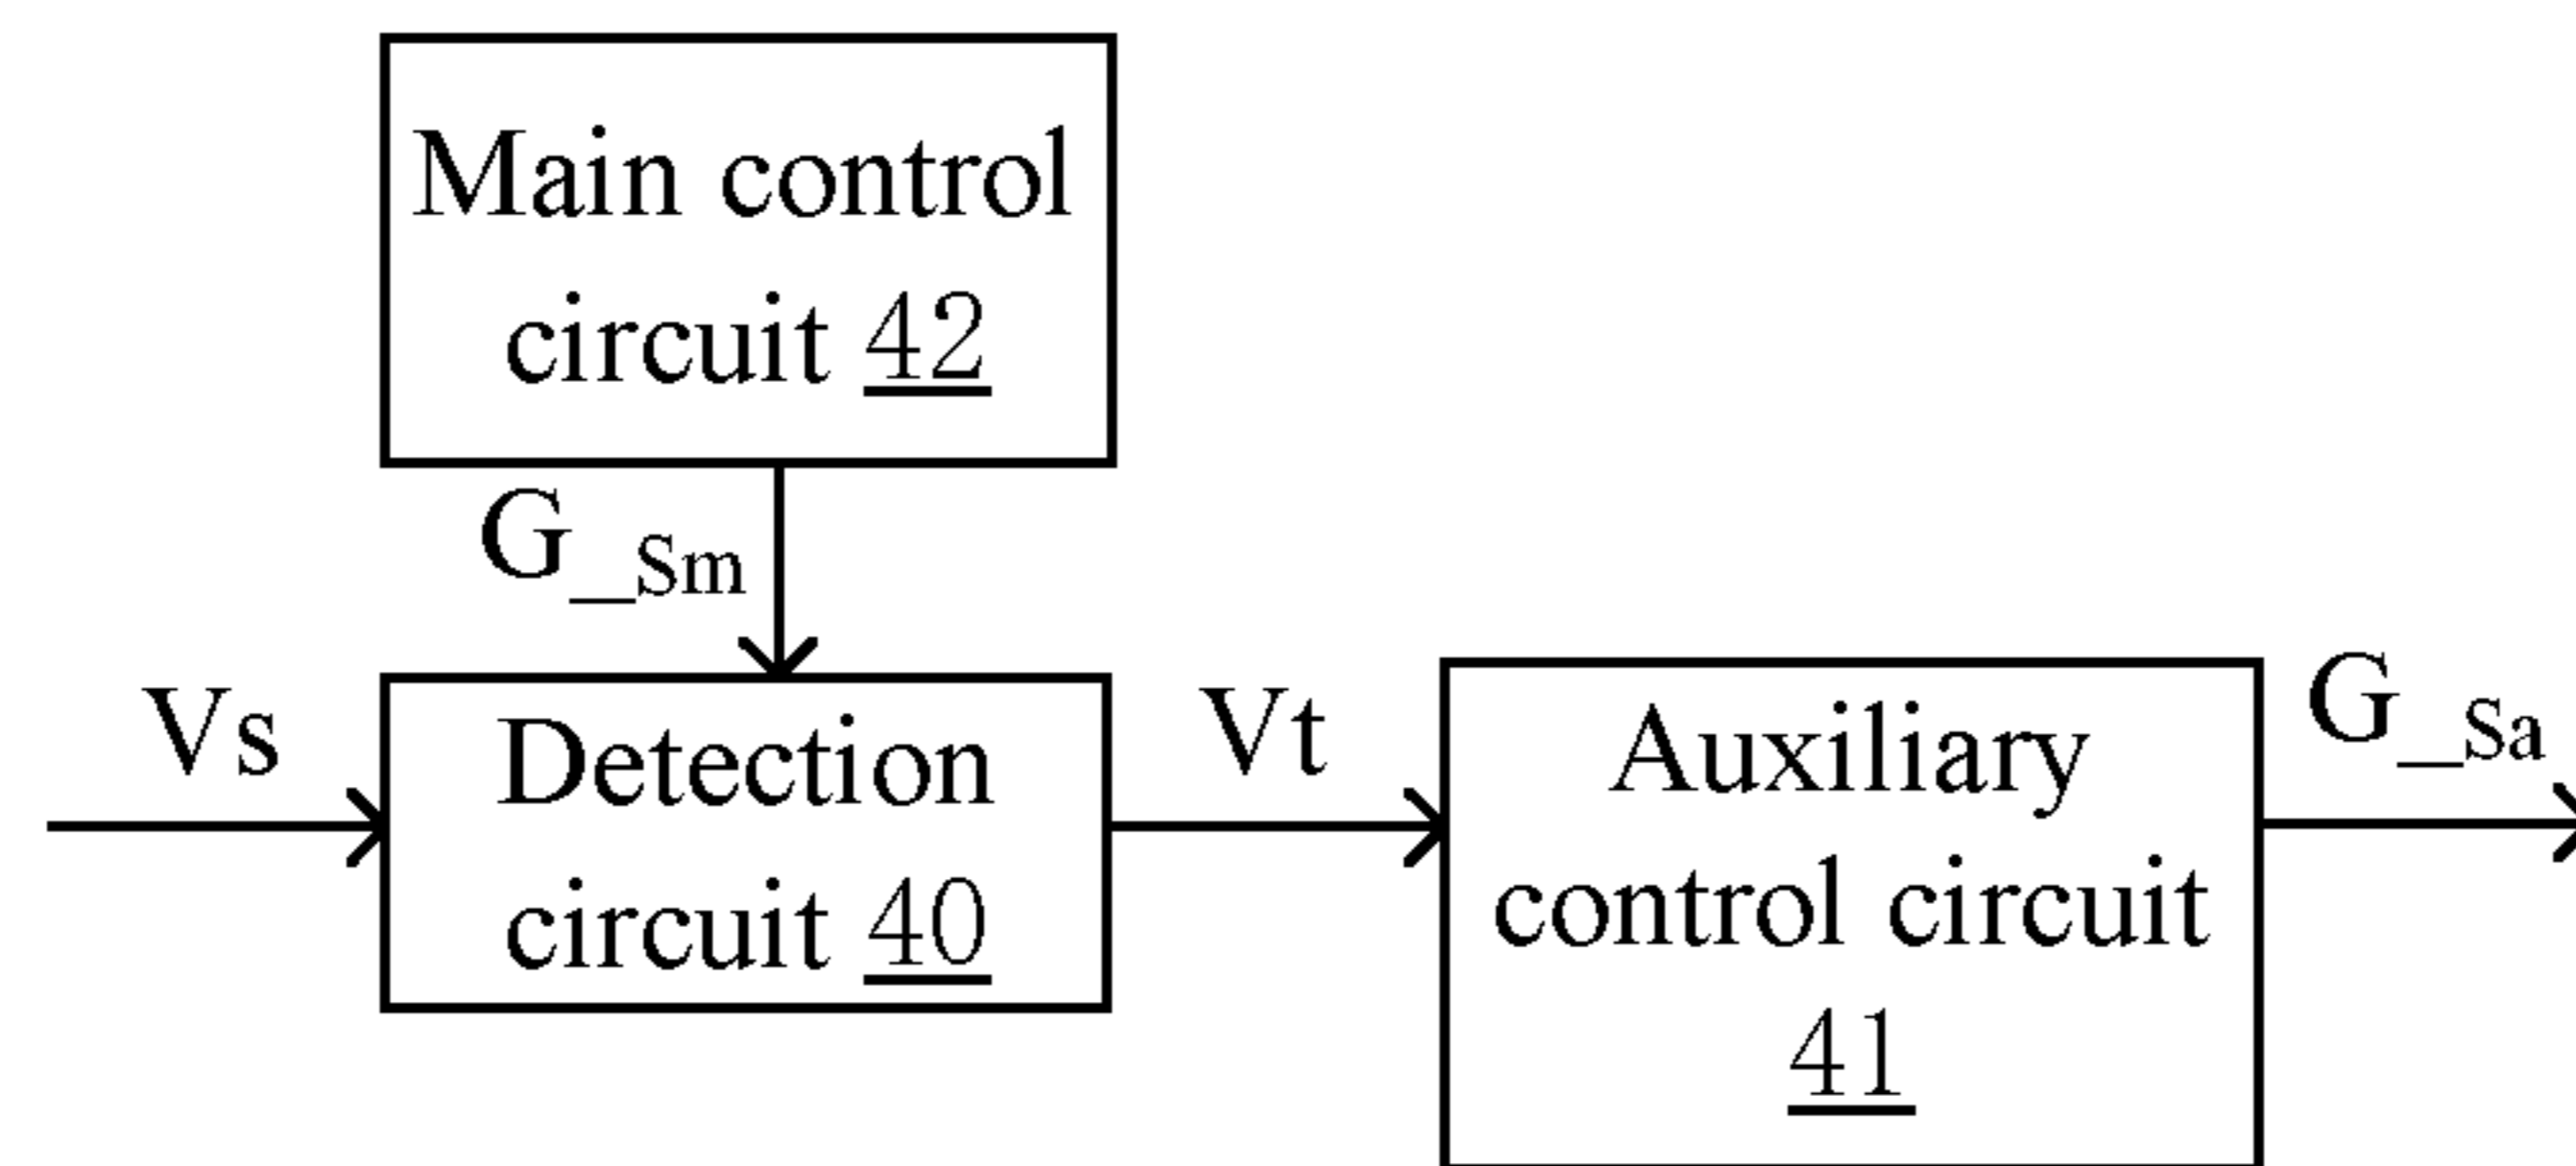 Main control
circuit 42
G_Sm
Vs
Detection
circuit 40
Vt
Auxiliary
control circuit
41
G_Sa